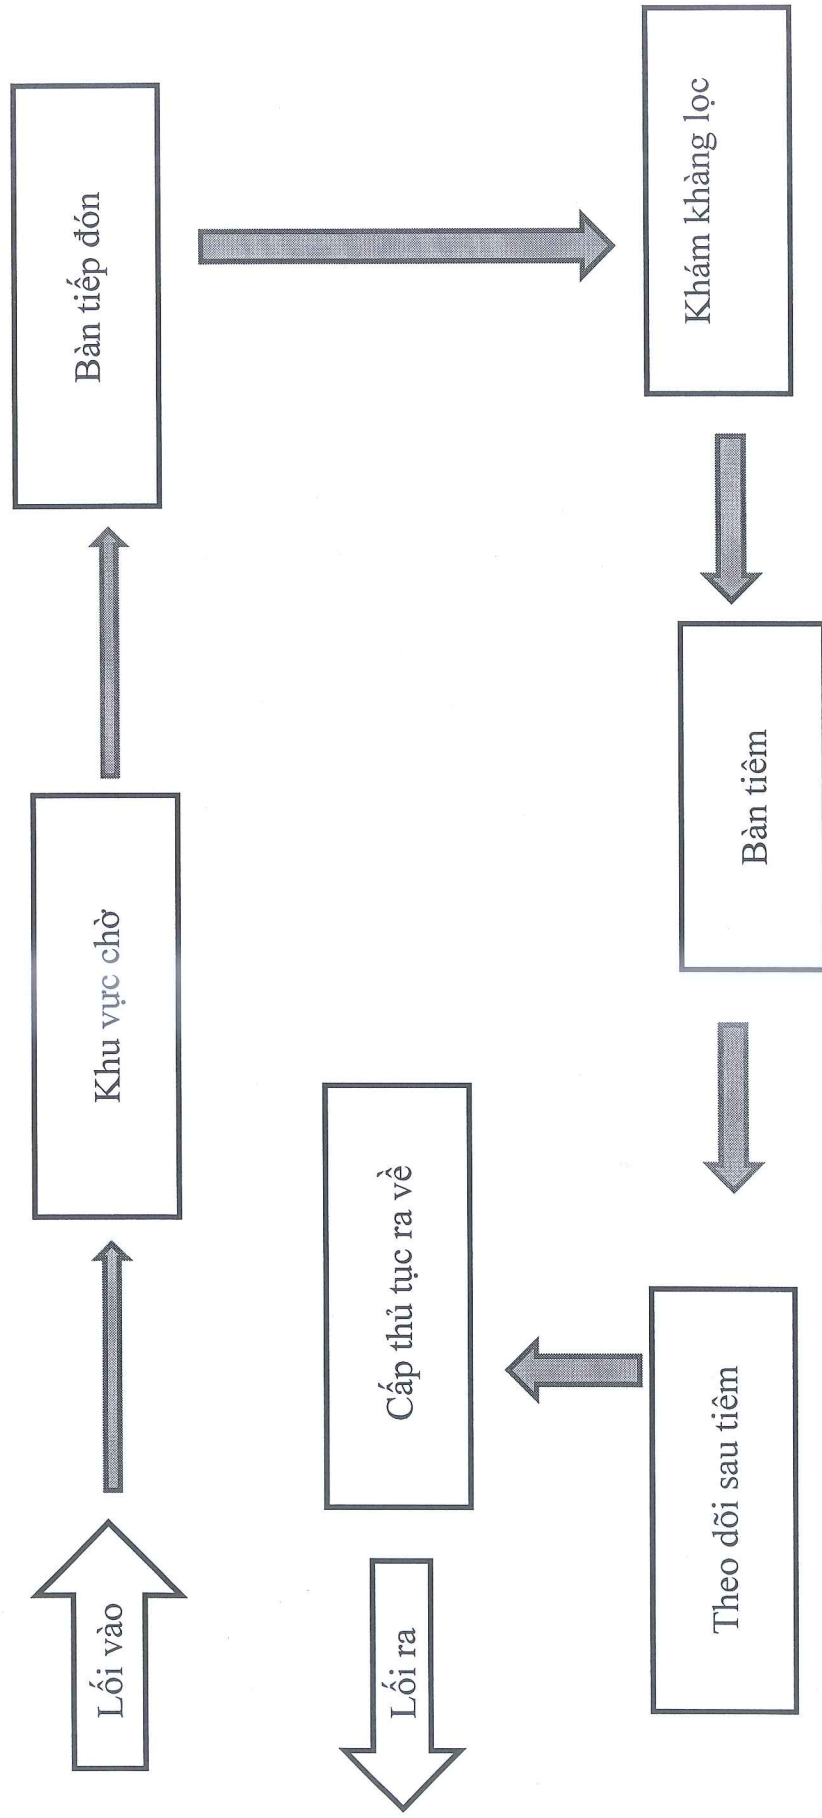 Lối vào
Khu vực chờ
Bàn tiếp đón
Khám khàng lọc
Bàn tiêm
Theo dõi sau tiêm
Cấp thủ tục ra về
Lối ra